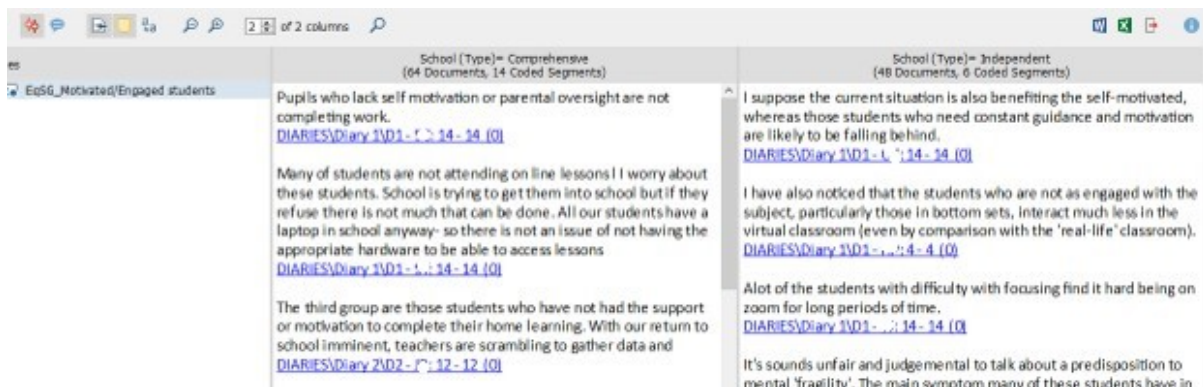 2 of 2 columns
es
EqSG_Motivated/Engaged students
School (Type)= Comprehensive
(64 Documents, 14 Coded Segments)
Pupils who lack self motivation or parental oversight are not
completing work.
DIARIES\Diary 1\D1 - : 14 - 14 (0)
Many of students are not attending on line lessons I I worry about
these students. School is trying to get them into school but if they
refuse there is not much that can be done. All our students have a
laptop in school anyway- so there is not an issue of not having the
appropriate hardware to be able to access lessons
DIARIES\Diary 1\D1 - : 14 - 14 (0)
The third group are those students who have not had the support
or motivation to complete their home learning. With our return to
school imminent, teachers are scrambling to gather data and
DIARIES\Diary 2\D2 - : 12 - 12 (0)
School (Type)= Independent
(48 Documents, 6 Coded Segments)
I suppose the current situation is also benefiting the self-motivated,
whereas those students who need constant guidance and motivation
are likely to be falling behind.
DIARIES\Diary 1\D1 - : 14 - 14 (0)
I have also noticed that the students who are not as engaged with the
subject, particularly those in bottom sets, interact much less in the
virtual classroom (even by comparison with the 'real-life' classroom).
DIARIES\Diary 1\D1 - : 4 - 4 (0)
Alot of the students with difficulty with focusing find it hard being on
zoom for long periods of time.
DIARIES\Diary 1\D1 - : 14 - 14 (0)
It's sounds unfair and judgemental to talk about a predisposition to
mental 'fragility'. The main symptom many of these students have is